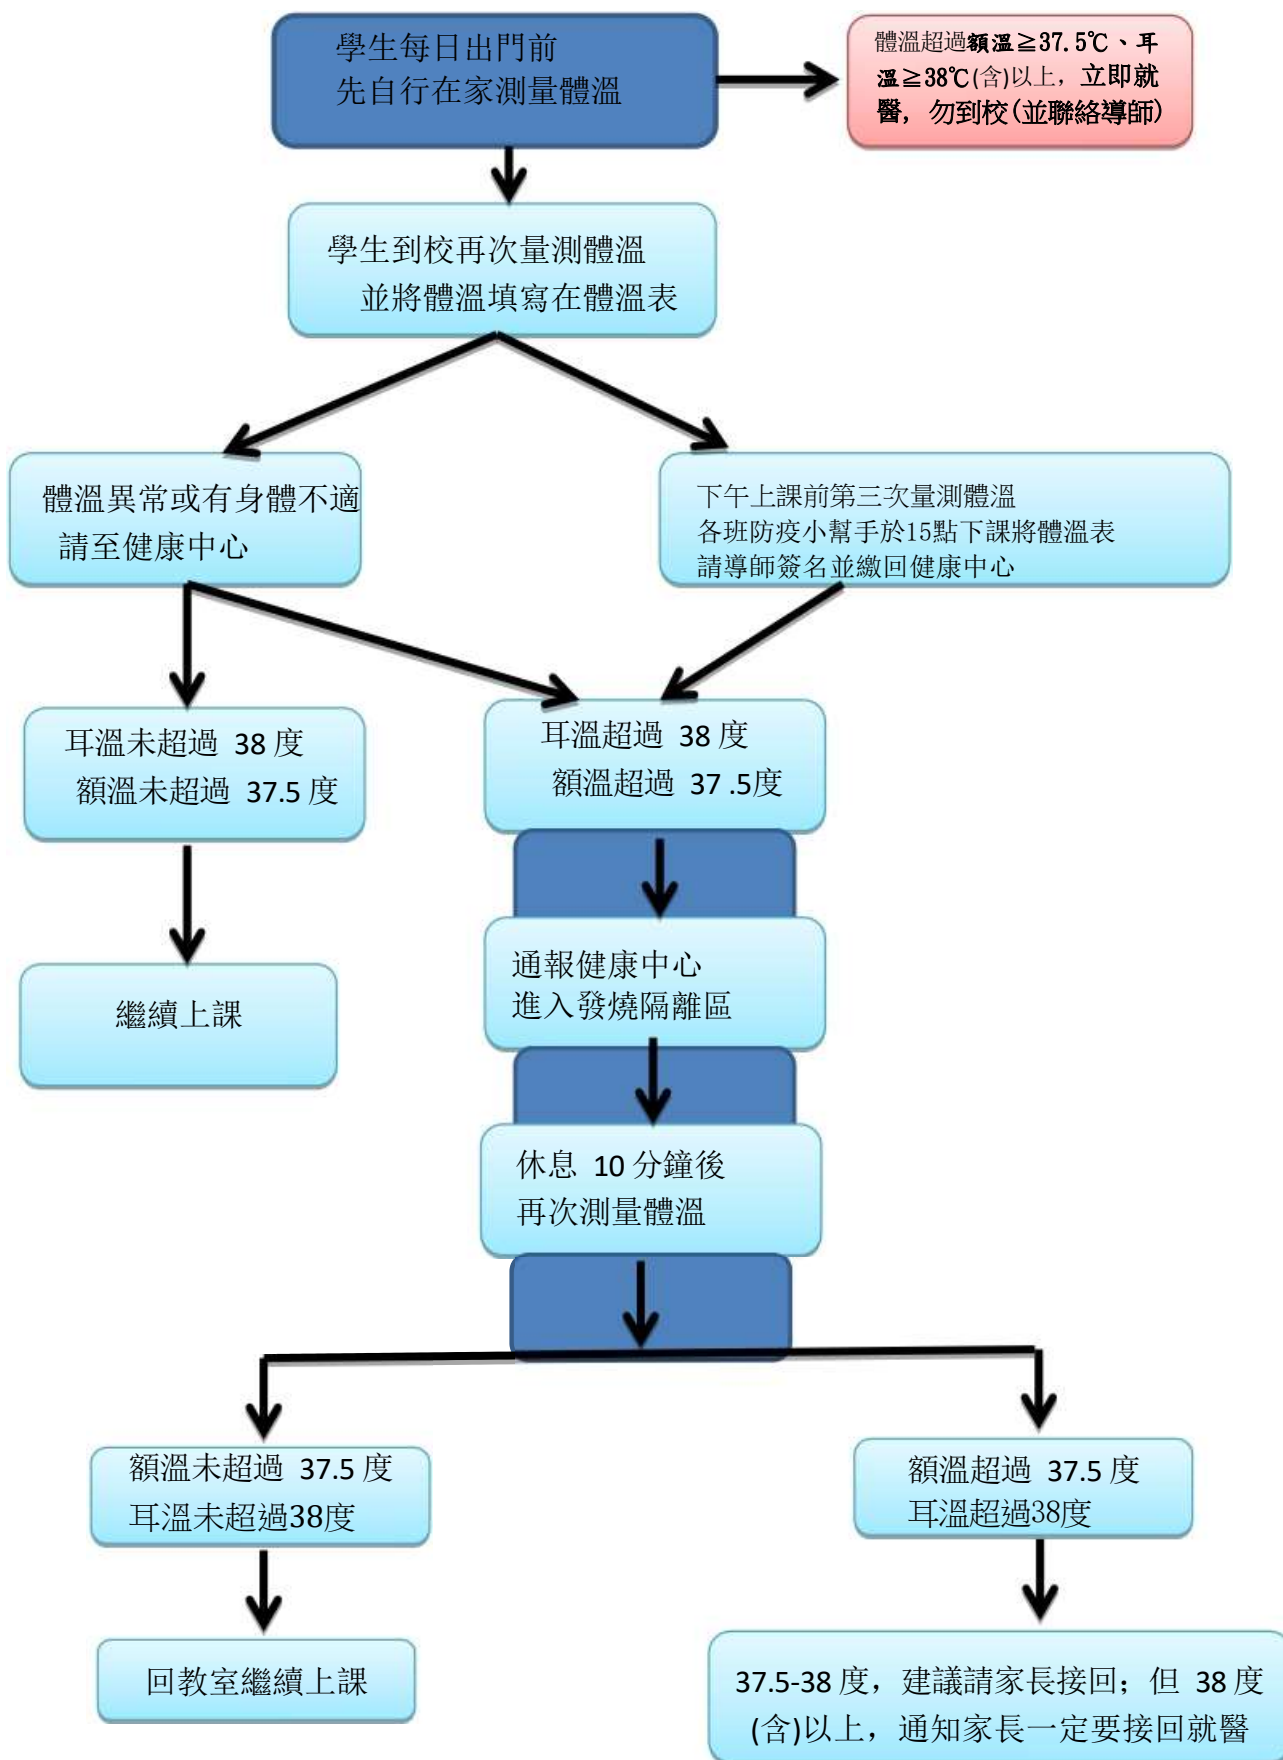 學生每日出門前
先自行在家測量體溫
體溫超過額溫≧37.5℃、耳
溫≧38℃(含)以上，立即就
醫，勿到校(並聯絡導師)
學生到校再次量測體溫
並將體溫填寫在體溫表
體溫異常或有身體不適
請至健康中心
下午上課前第三次量測體溫
各班防疫小幫手於15點下課將體溫表
請導師簽名並繳回健康中心
耳溫未超過 38 度
額溫未超過 37.5 度
耳溫超過 38 度
額溫超過 37 .5度
繼續上課
通報健康中心
進入發燒隔離區
休息 10 分鐘後
再次測量體溫
額溫未超過 37.5 度
耳溫未超過38度
額溫超過 37.5 度
耳溫超過38度
回教室繼續上課
37.5-38 度，建議請家長接回；但 38 度
(含)以上，通知家長一定要接回就醫